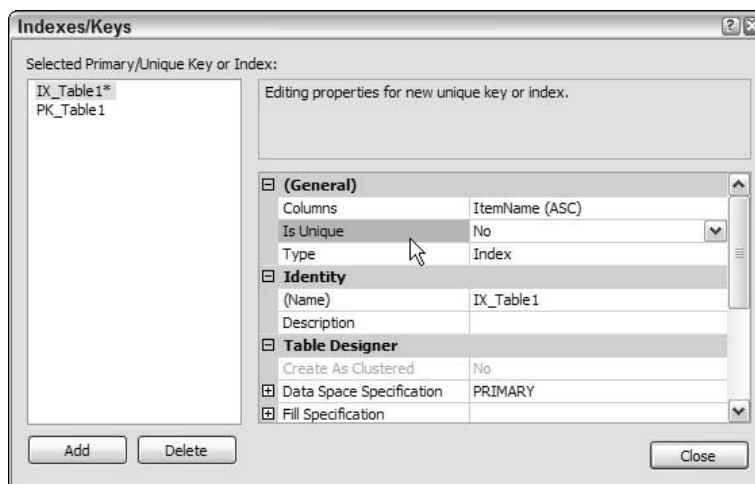 Indexes/Keys
Selected Primary/Unique Key or Index:
IX_Table1*
PK_Table1
Editing properties for new unique key or index.
(General)
Columns ItemName (ASC)
Is Unique No
Type Index
Identity
(Name) IX_Table1
Description
Table Designer
Create As Clustered No
Data Space Specification PRIMARY
Fill Specification
Add Delete Close